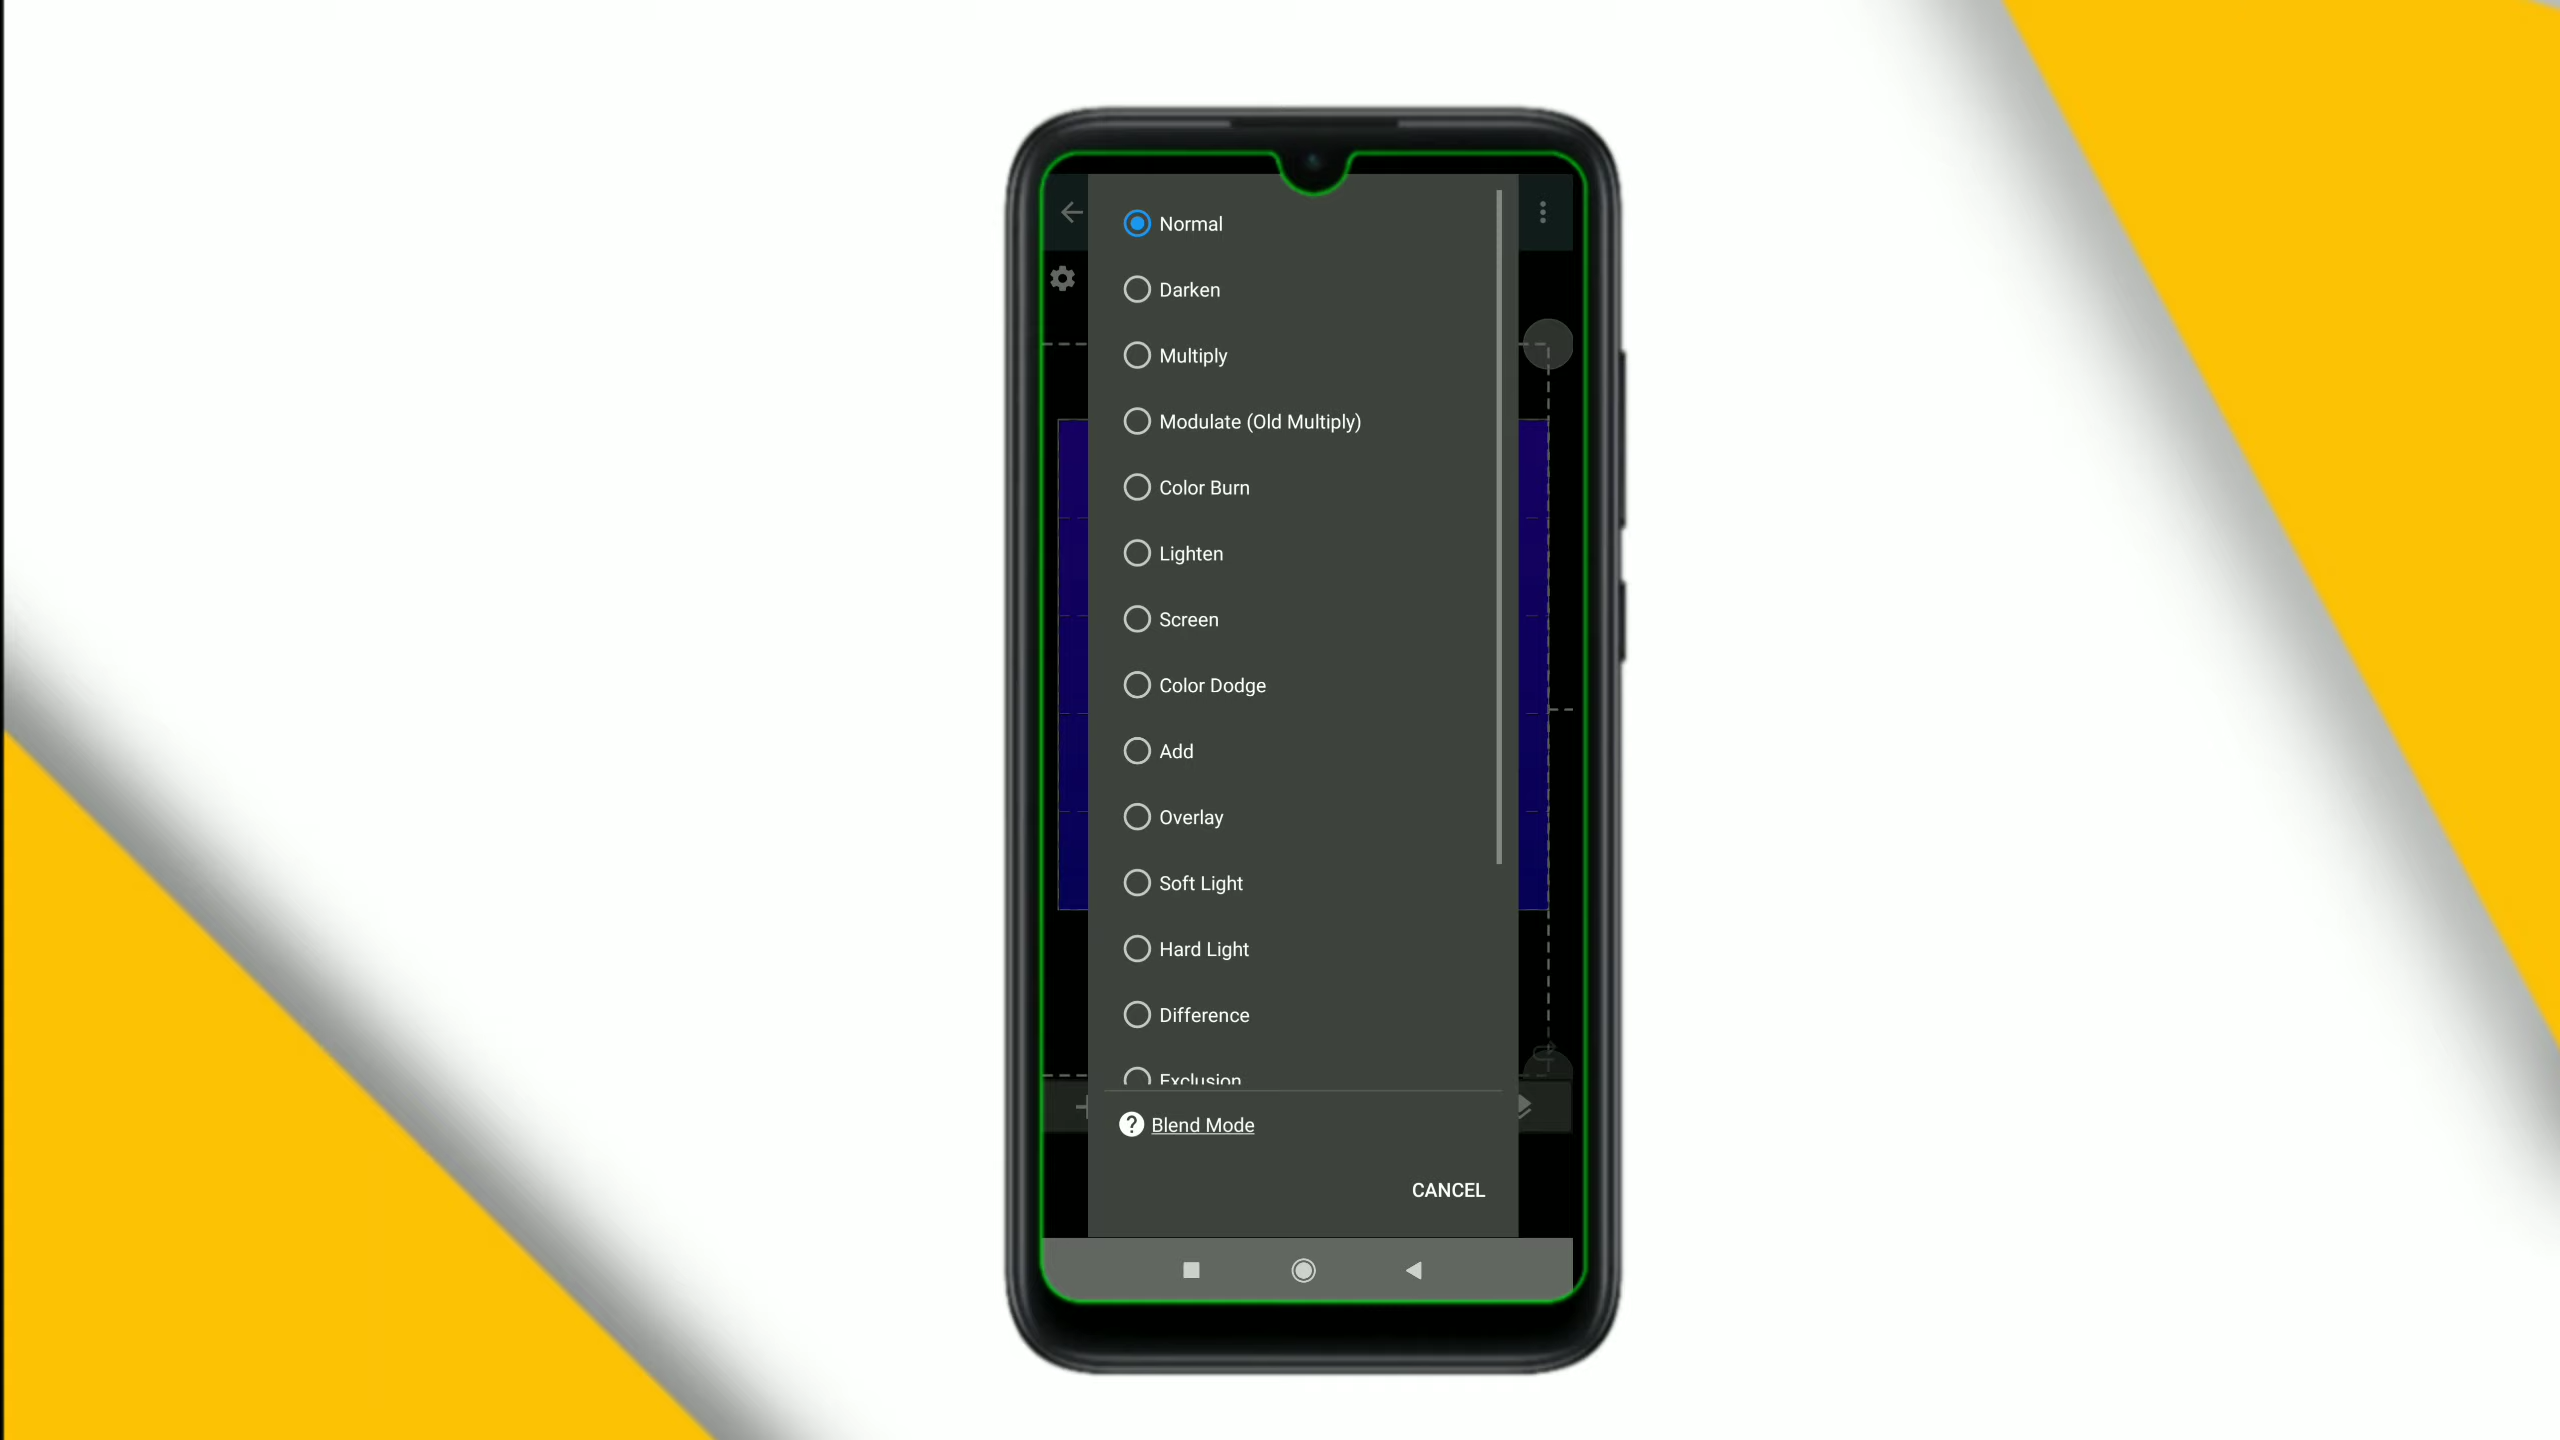 Normal
Darken
Multiply
Modulate (Old Multiply)
Color Burn
Lighten
Screen
Color Dodge
Add
Overlay
Soft Light
Hard Light
Difference
Exclusion
Blend Mode
CANCEL